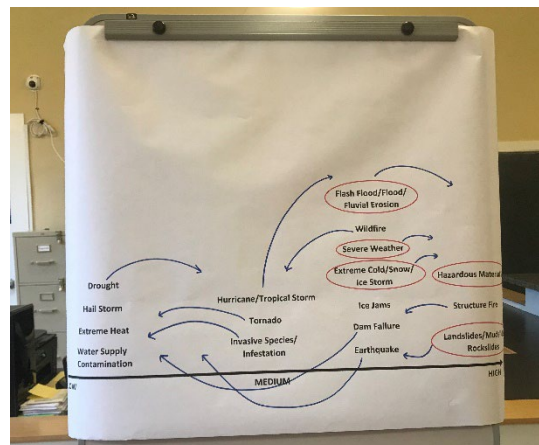 Flash Flood/Flood/
Fluvial Erosion
Wildfire
Severe Weather
Extreme Cold/Snow/
Ice Storm
Hazardous
Drought
Hurricane/Tropical Storm
Hail Storm
Ice Jams
Structure Fire
Tornado
Extreme Heat
Dam Failure
Invasive Species/
Infestation
Landslides/
Rockslides
Water Supply
Contamination
Earthquake
MEDIUM
HIGH